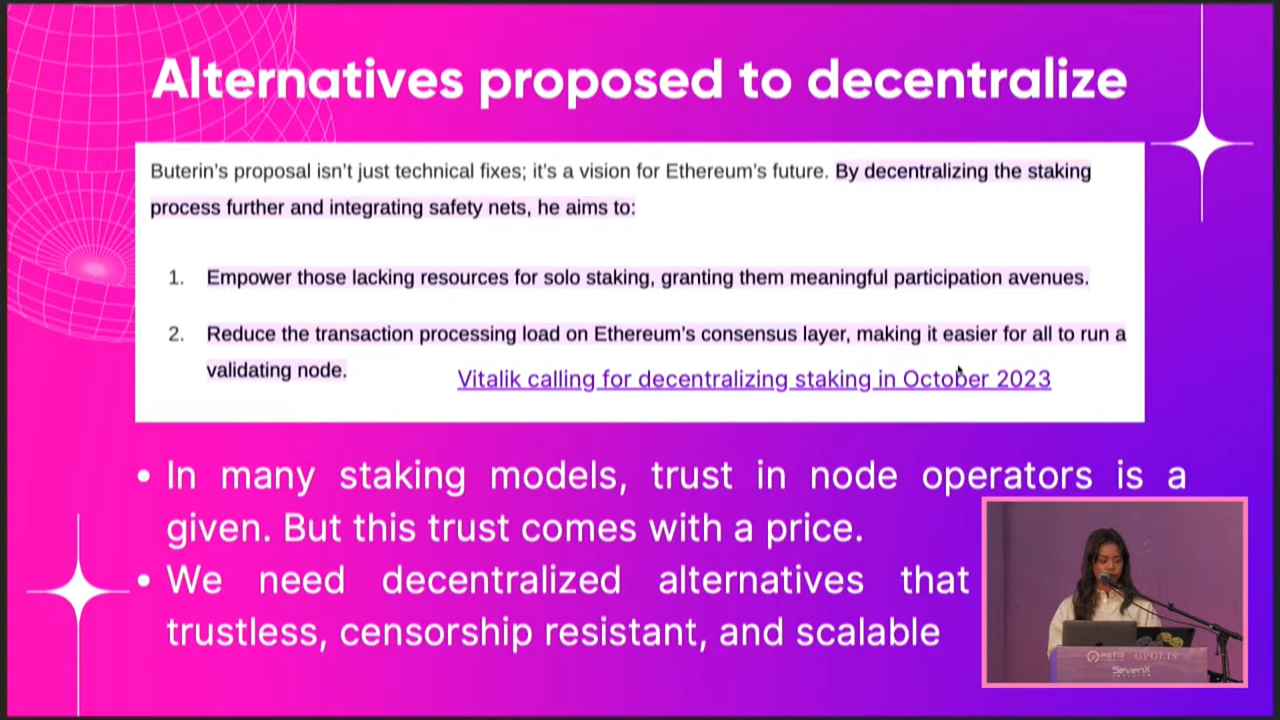 Alternatives proposed to decentralize
Buterin's proposal isn't just technical fixes; it's a vision for Ethereum's future. By decentralizing the staking
process further and integrating safety nets, he aims to:
1. Empower those lacking resources for solo staking, granting them meaningful participation avenues.
2. Reduce the transaction processing load on Ethereum's consensus layer, making it easier for all to run a
validating node.
Vitalik calling for decentralizing staking in October 2023
• In many staking models, trust in node operators is a
given. But this trust comes with a price.
• We need decentralized alternatives that
trustless, censorship resistant, and scalable
METIS
SevenX